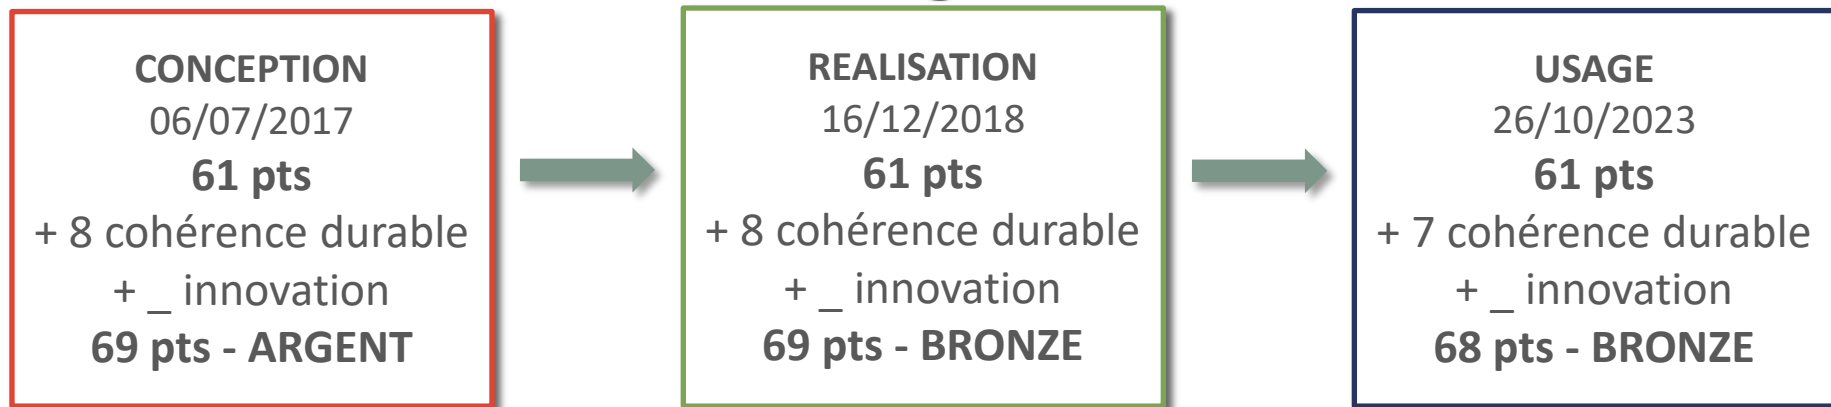 CONCEPTION
06/07/2017
61 pts
+ 8 cohérence durable
+ _ innovation
69 pts - ARGENT
REALISATION
16/12/2018
61 pts
+ 8 cohérence durable
+ _ innovation
69 pts - BRONZE
USAGE
26/10/2023
61 pts
+ 7 cohérence durable
+ _ innovation
68 pts - BRONZE